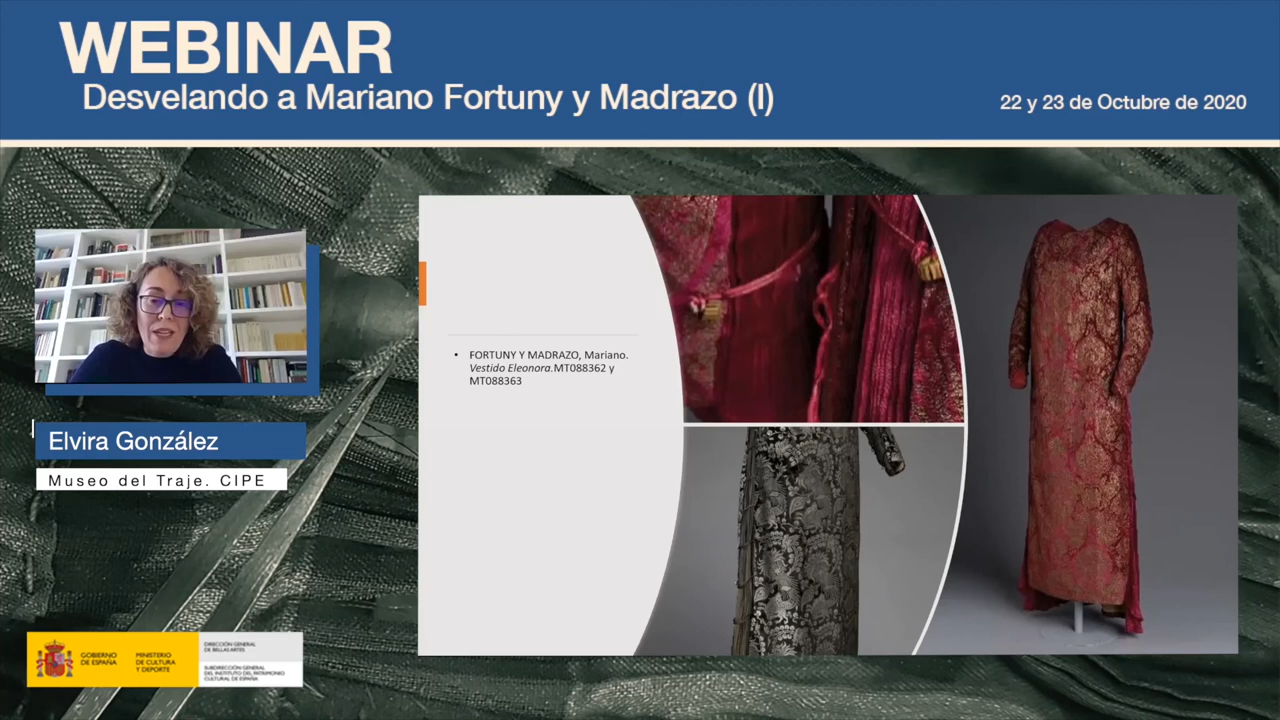 WEBINAR
Desvelando a Mariano Fortuny y Madrazo (I)
22 y 23 de Octubre de 2020
• FORTUNY Y MADRAZO, Mariano.
Vestido Eleonora.MT088362 y
MT088363
Elvira González
Museo del Traje. CIPE
GOBIERNO
DE ESPAÑA
MINISTERIO
DE CULTURA
Y DEPORTE
DIRECCIÓN GENERAL
DE BELLAS ARTES
SUBDIRECCIÓN GENERAL
DEL INSTITUTO DEL PATRIMONIO
CULTURAL DE ESPAÑA